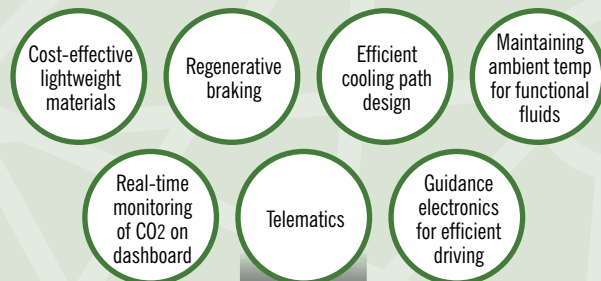 Cost-effective
lightweight
materials
Regenerative
braking
Efficient
cooling path
design
Maintaining
ambient temp
for functional
fluids
Real-time
monitoring
of CO2 on
dashboard
Telematics
Guidance
electronics
for efficient
driving